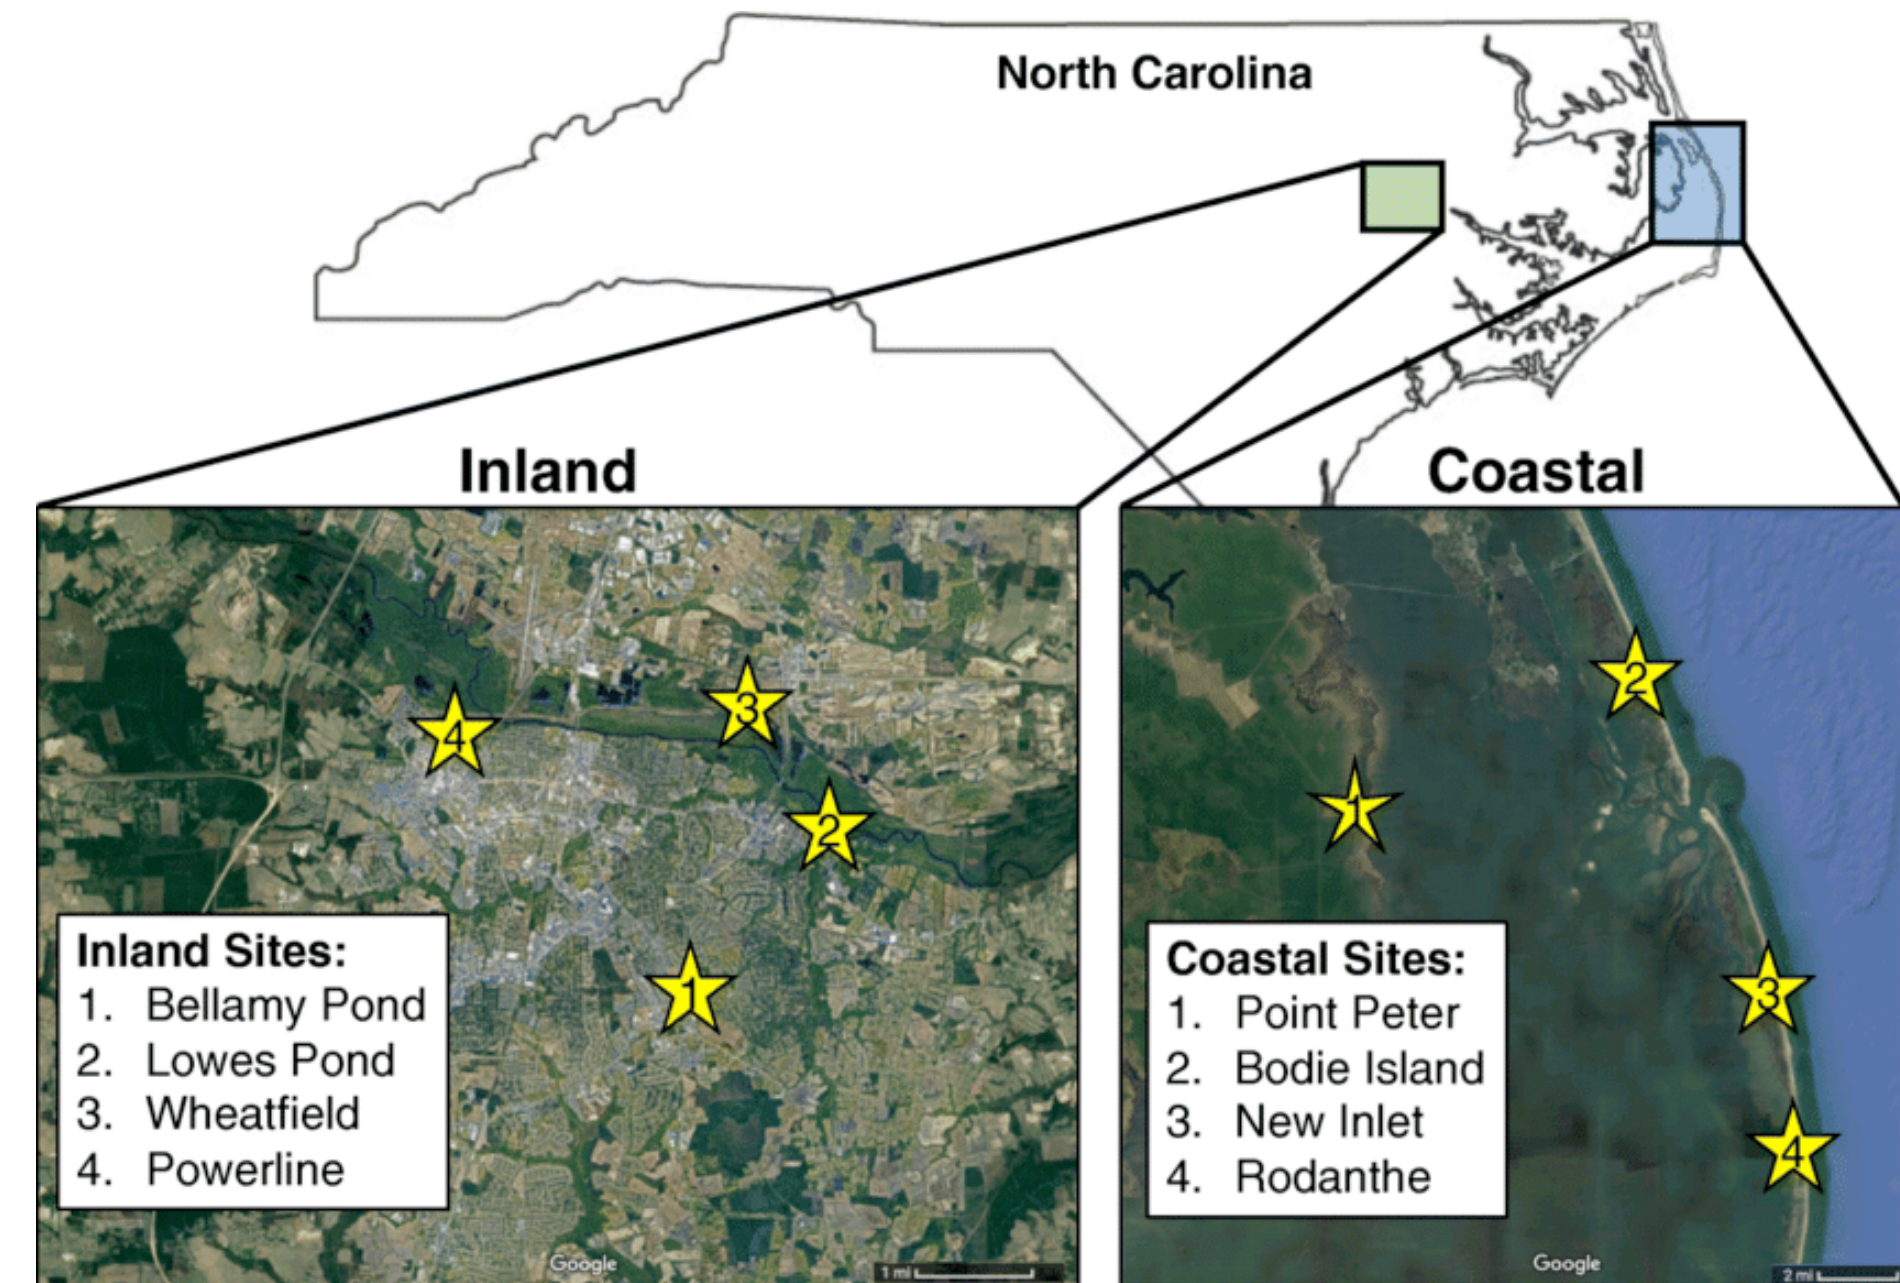 North Carolina
Inland
Coastal
4
3
2
1
Inland Sites:
1. Bellamy Pond
2. Lowes Pond
3. Wheatfield
4. Powerline
Google
1 mi
2
1
3
4
Coastal Sites:
1. Point Peter
2. Bodie Island
3. New Inlet
4. Rodanthe
Google
2 mi